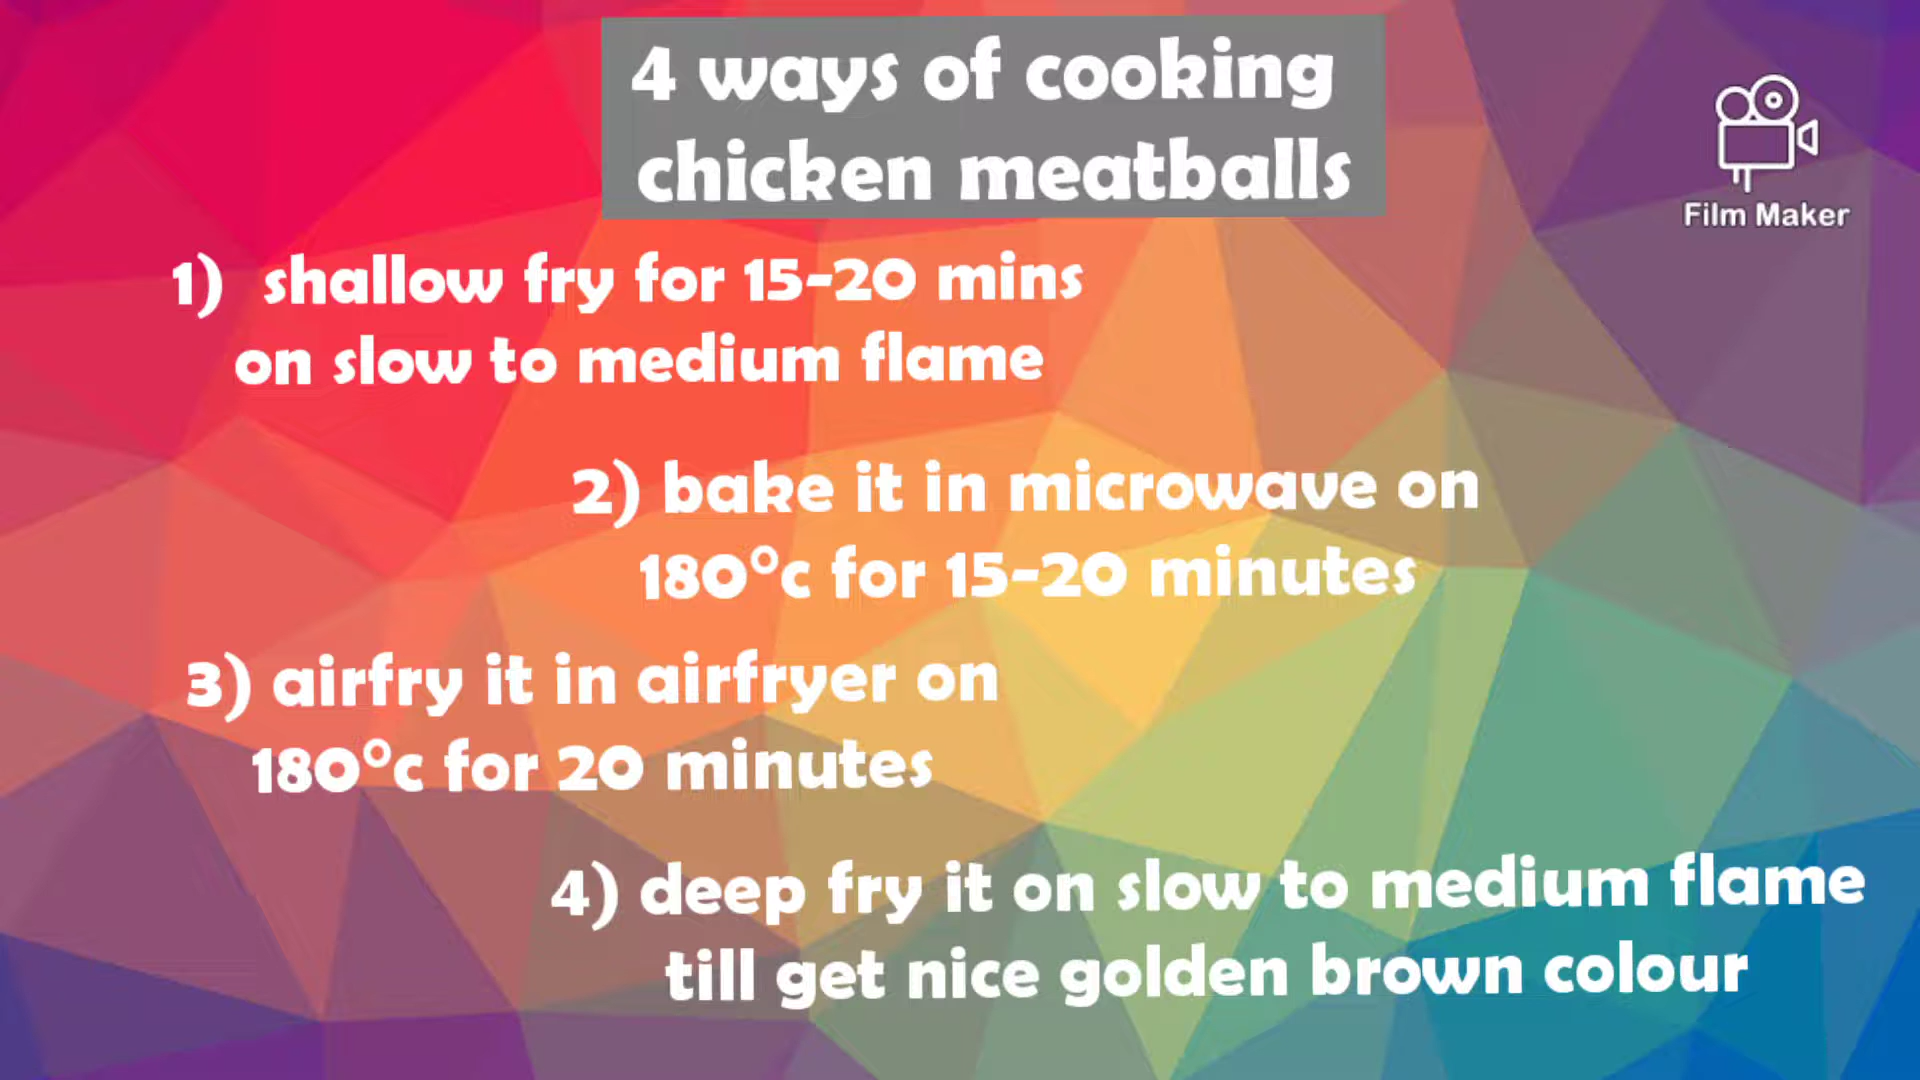 4 ways of cooking
chicken meatballs
Film Maker
1) shallow fry for 15-20 mins
on slow to medium flame
2) bake it in microwave on
180°c for 15-20 minutes
3) airfry it in airfryer on
180°c for 20 minutes
4) deep fry it on slow to medium flame
till get nice golden brown colour